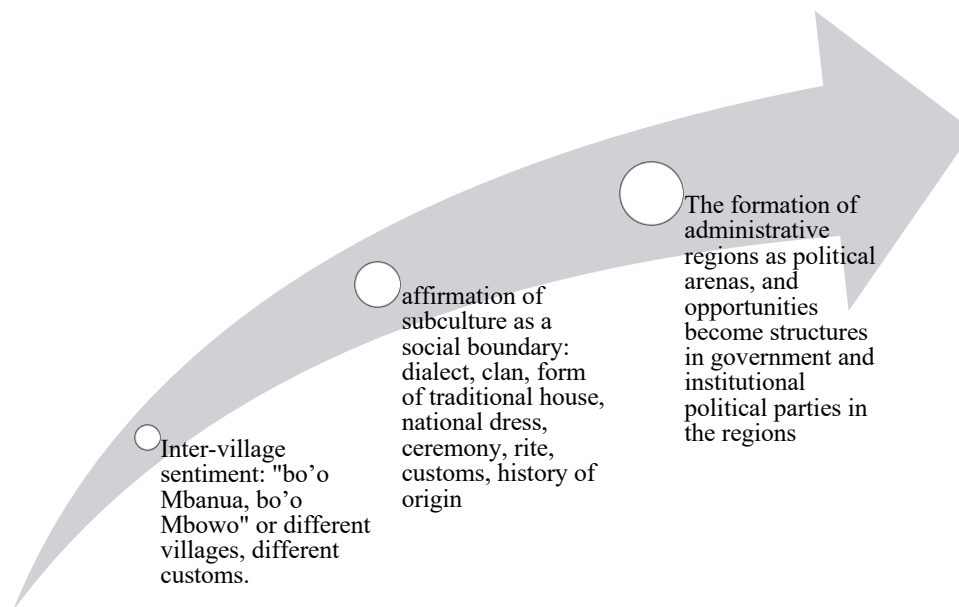 Inter-village
sentiment: "bo’o
Mbanua, bo’o
Mbowo" or different
villages, different
customs.
affirmation of
subculture as a
social boundary:
dialect, clan, form
of traditional house,
national dress,
ceremony, rite,
customs, history of
origin
The formation of
administrative
regions as political
arenas, and
opportunities
become structures
in government and
institutional
political parties in
the regions